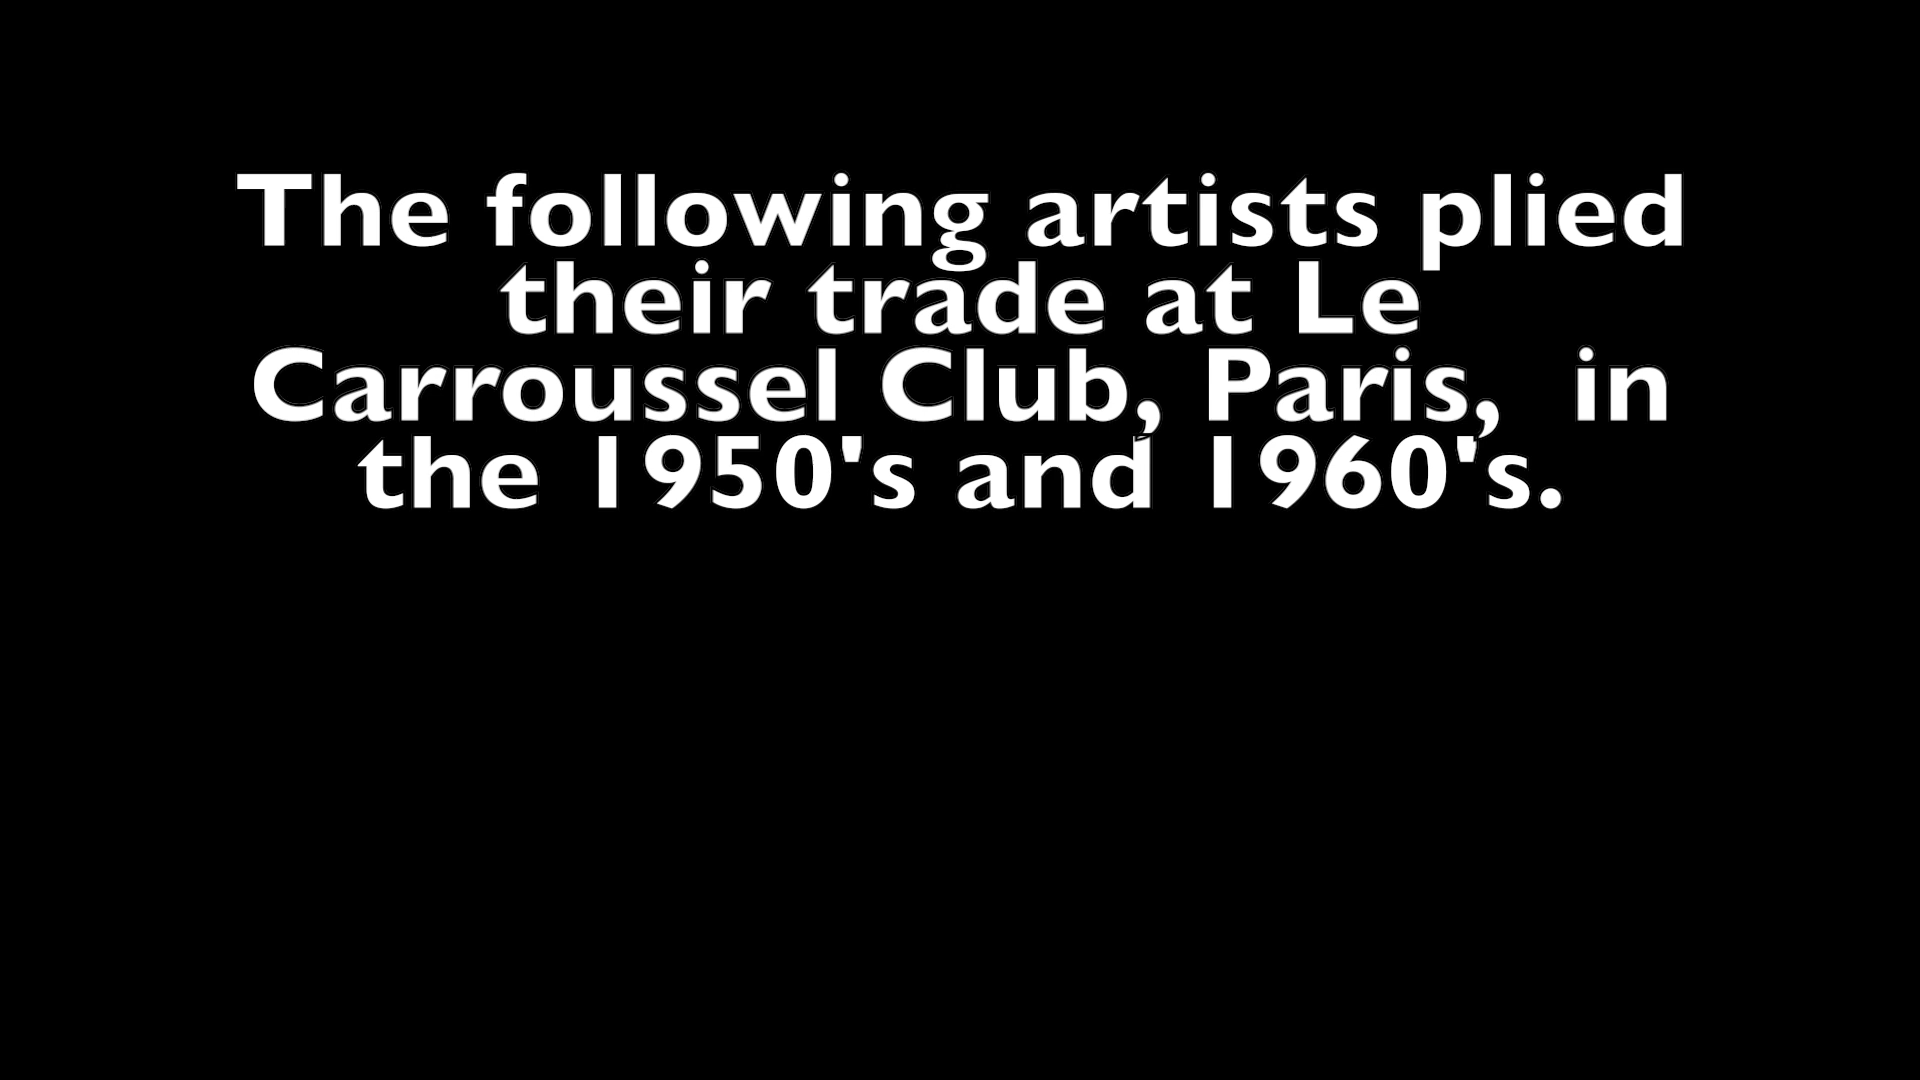 The following artists plied
their trade at Le
Carroussel Club, Paris,  in
the 1950's and 1960's.